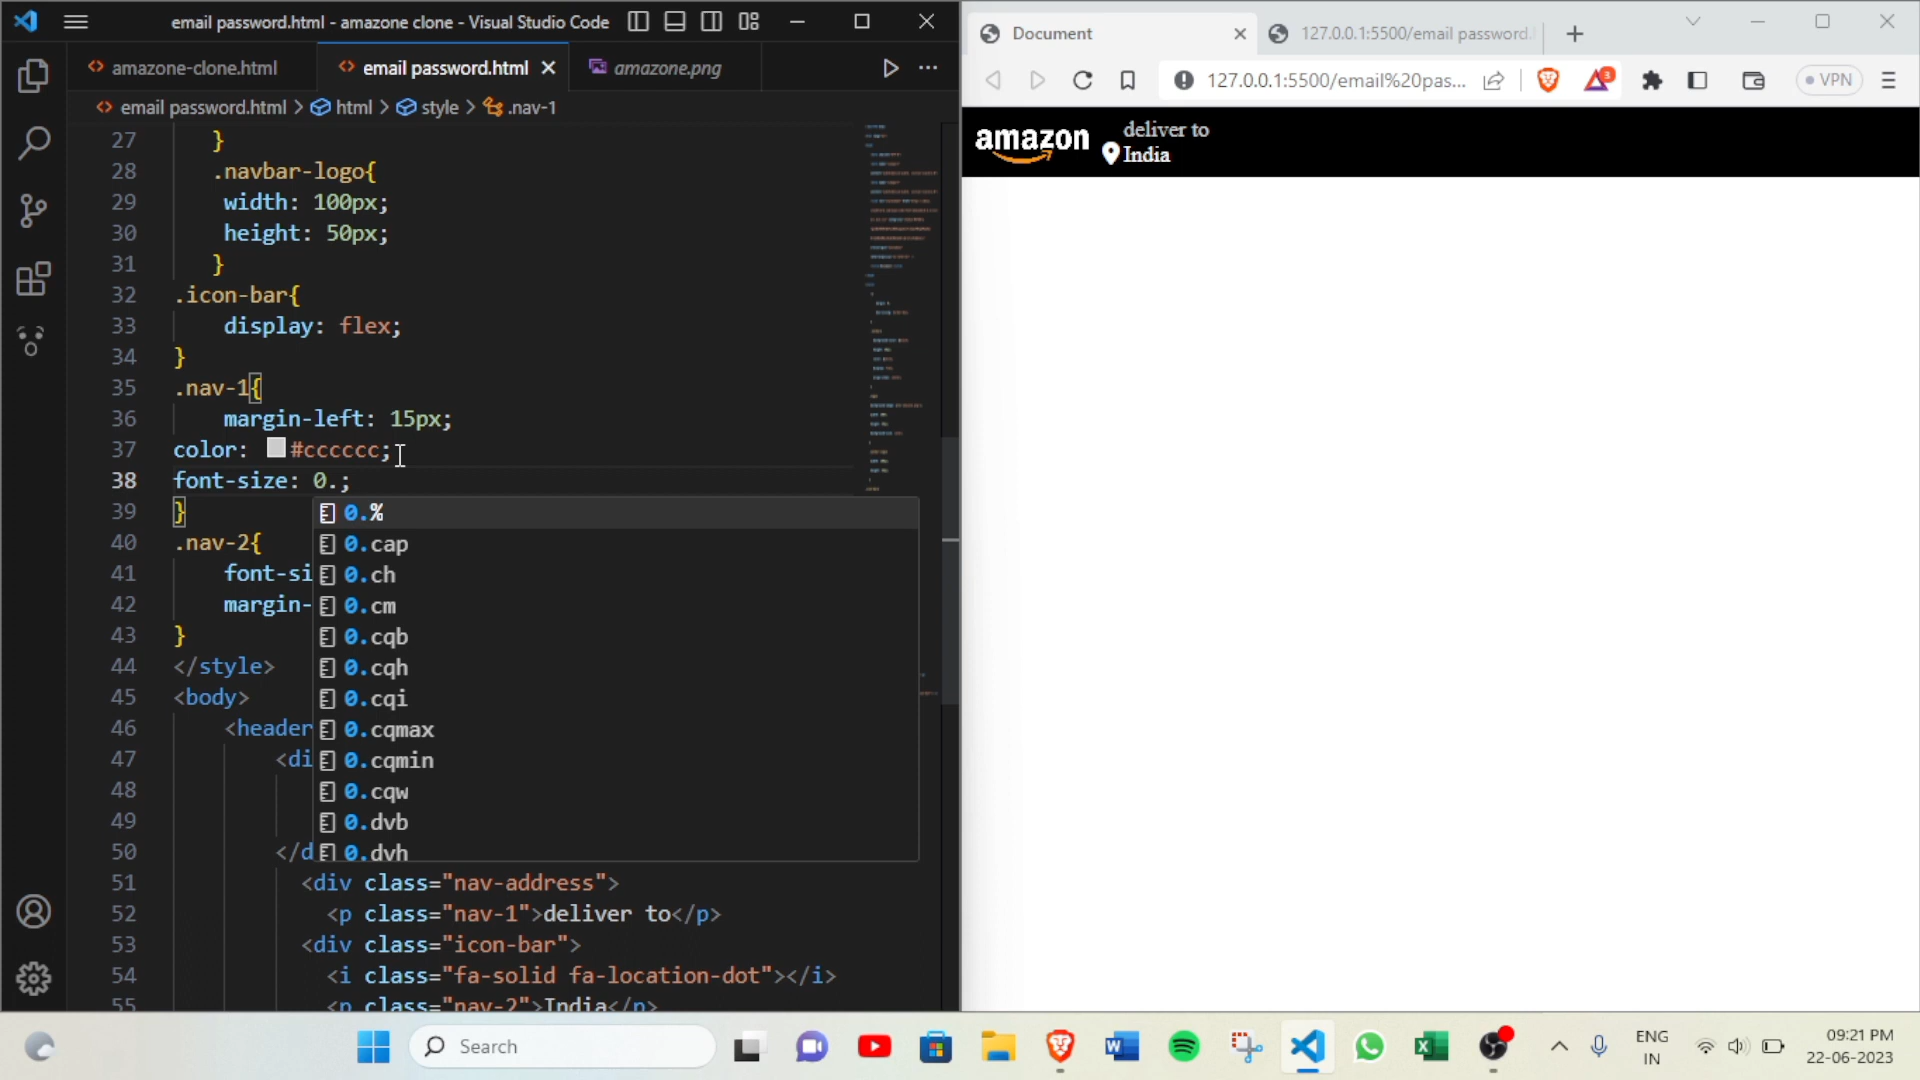 email password.html - amazone clone - Visual Studio Code
amazone-clone.html
email password.html
amazone.png
email password.html > html > style > .nav-1
27 }
28 .navbar-logo{
29 width: 100px;
30 height: 50px;
31 }
32 .icon-bar{
33 display: flex;
34 }
35 .nav-1{
36 margin-left: 15px;
37 color: #cccccc;
38 font-size: 0.;
39 }
40 .nav-2{
41 font-si
42 margin-
43 }
44 </style>
45 <body>
46 <header
47 <di
48
49
50 </d
51 <div class="nav-address">
52 <p class="nav-1">deliver to</p>
53 <div class="icon-bar">
54 <i class="fa-solid fa-location-dot"></i>
55 <p class="nav-2">India</p>
0.%
0.cap
0.ch
0.cm
0.cqb
0.cqh
0.cqi
0.cqmax
0.cqmin
0.cqw
0.dvb
0.dvh
Document
127.0.0.1:5500/email password.
127.0.0.1:5500/email%20pas...
3
VPN
amazon
deliver to
India
Search
ENG
IN
09:21 PM
22-06-2023